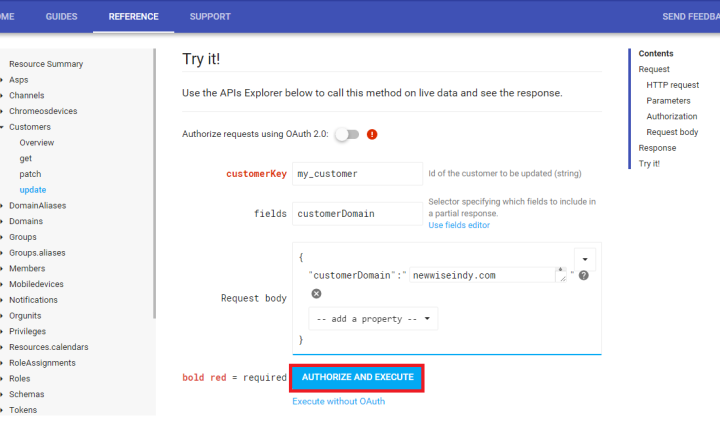 OME GUIDES REFERENCE SUPPORT SEND FEEDBA
Resource Summary
Asps
Channels
Chromeosdevices
Customers
Overview
get
patch
update
DomainAliases
Domains
Groups
Groups.aliases
Members
Mobiledevices
Notifications
Orgunits
Privileges
Resources.calendars
RoleAssignments
Roles
Schemas
Tokens
Try it!
Use the APIs Explorer below to call this method on live data and see the response.
Authorize requests using OAuth 2.0:
customerKey my_customer Id of the customer to be updated (string)
fields customerDomain Selector specifying which fields to include in
a partial response.
Use fields editor
Request body
{
"customerDomain":" newwiseindy.com "
-- add a property --
}
bold red = required AUTHORIZE AND EXECUTE
Execute without OAuth
Contents
Request
HTTP request
Parameters
Authorization
Request body
Response
Try it!